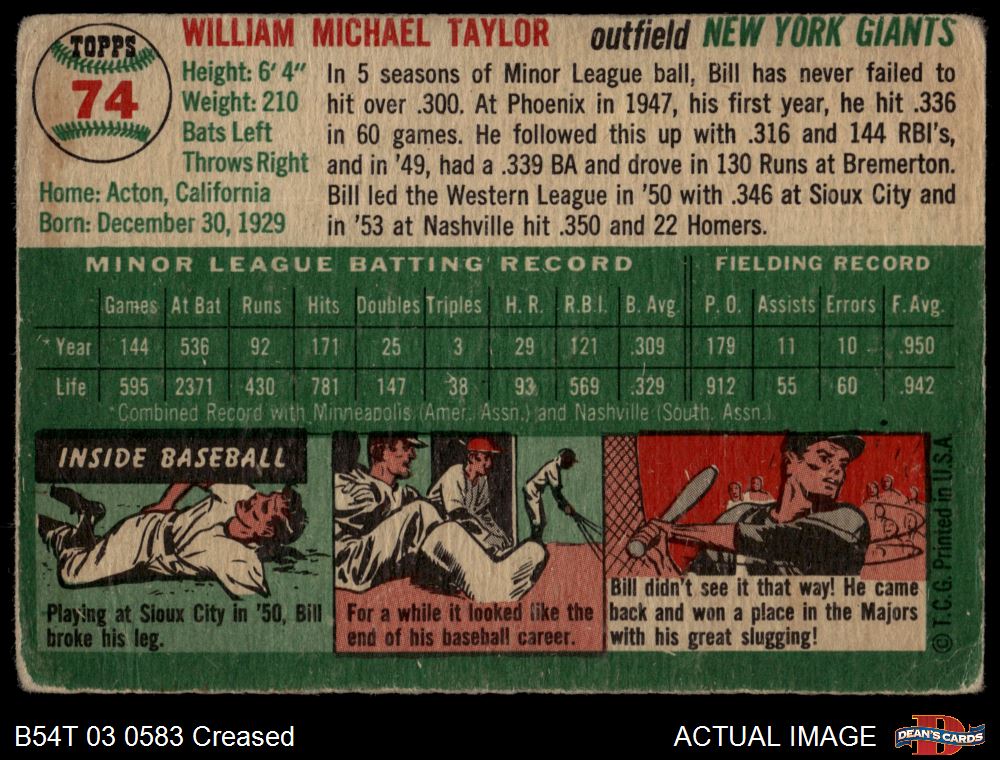 TOPPS
74
WILLIAM MICHAEL TAYLOR outfield NEW YORK GIANTS
Height: 6' 4"
Weight: 210
Bats Left
Throws Right
Home: Acton, California
Born: December 30, 1929
In 5 seasons of Minor League ball, Bill has never failed to
hit over .300. At Phoenix in 1947, his first year, he hit .336
in 60 games. He followed this up with .316 and 144 RBI's,
and in '49, had a .339 BA and drove in 130 Runs at Bremerton.
Bill led the Western League in '50 with .346 at Sioux City and
in '53 at Nashville hit .350 and 22 Homers.
MINOR LEAGUE BATTING RECORD FIELDING RECORD
Games At Bat Runs Hits Doubles Triples H. R. R.B.I. B. Avg. P. O. Assists Errors F. Avg.
* Year 144 536 92 171 25 3 29 121 .309 179 11 10 .950
Life 595 2371 430 781 147 38 93 569 .329 912 55 60 .942
*Combined Record with Minneapolis (Amer. Assn.) and Nashville (South. Assn.)
INSIDE BASEBALL
Playing at Sioux City in '50, Bill
broke his leg.
For a while it looked like the
end of his baseball career.
Bill didn't see it that way! He came
back and won a place in the Majors
with his great slugging!
© T. C. G. Printed in U. S. A.
B54T 03 0583 Creased
ACTUAL IMAGE
DEAN'S CARDS